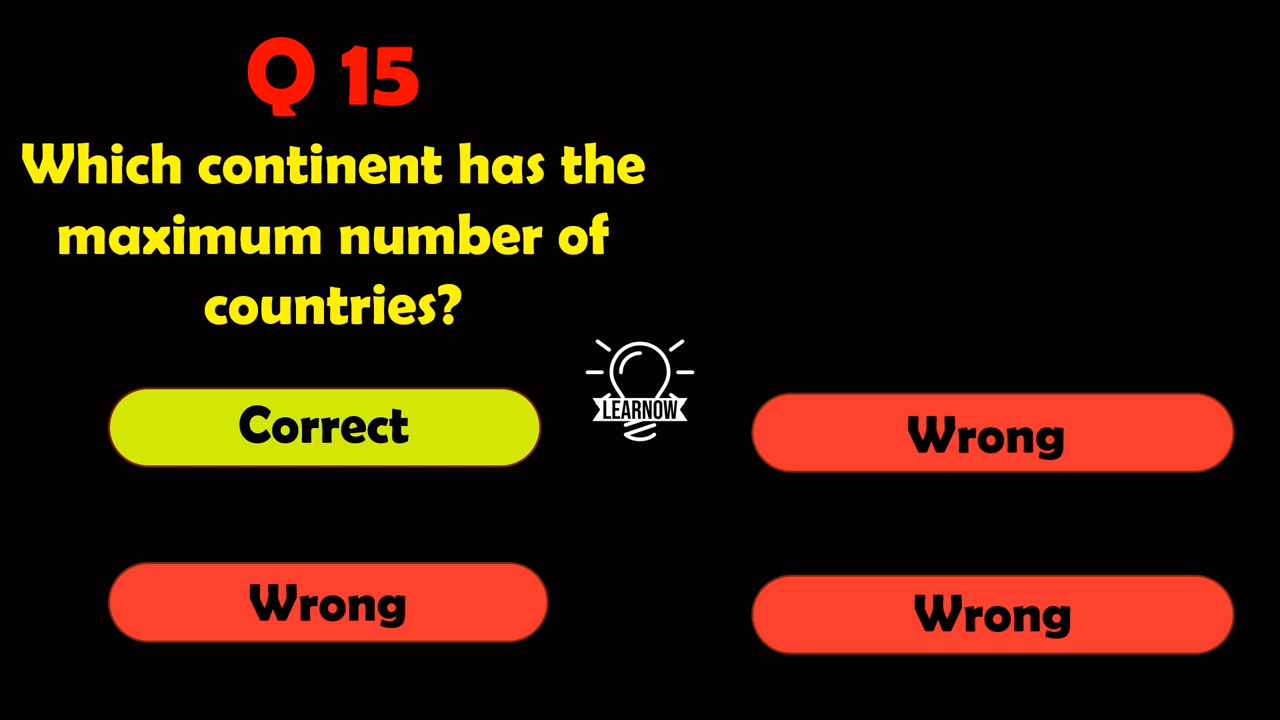 Q 15
Which continent has the
maximum number of
countries?
LEARNOW
Correct
Wrong
Wrong
Wrong